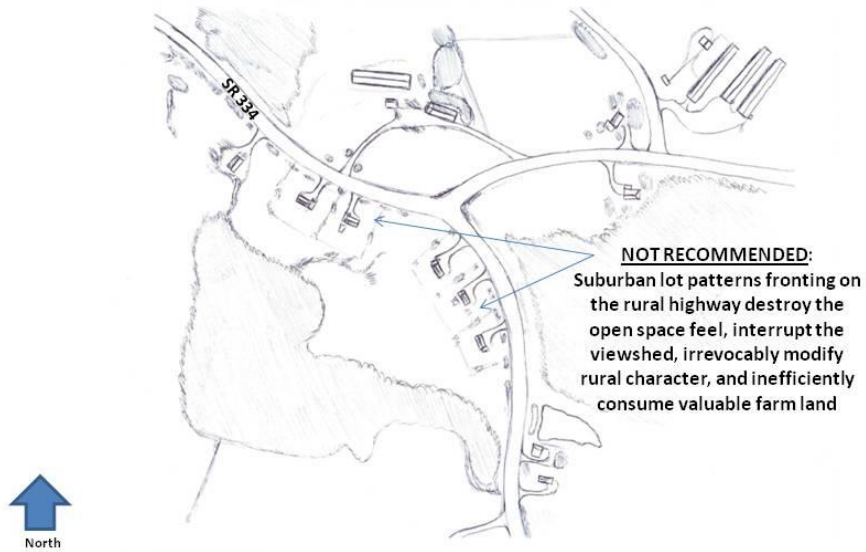 SR 334
NOT RECOMMENDED:
Suburban lot patterns fronting on
the rural highway destroy the
open space feel, interrupt the
viewshed, irrevocably modify
rural character, and inefficiently
consume valuable farm land
North